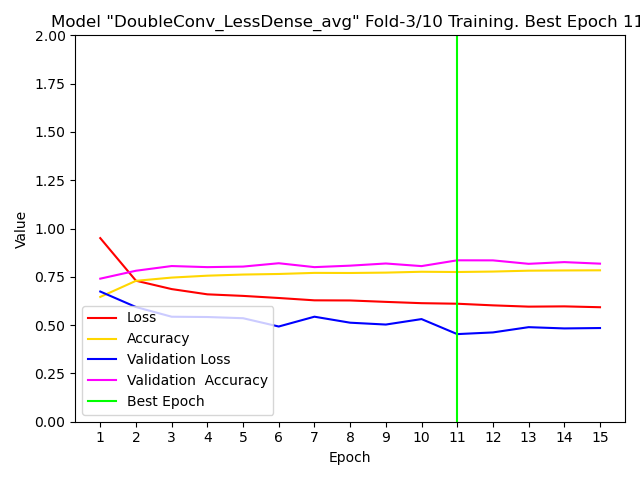 Model "DoubleConv_LessDense_avg" Fold-3/10 Training. Best Epoch 11
2.00
1.75
1.50
1.25
1.00
0.75
0.50
0.25
0.00
Value
Loss
Accuracy
Validation Loss
Validation  Accuracy
Best Epoch
1 2 3 4 5 6 7 8 9 10 11 12 13 14 15
Epoch